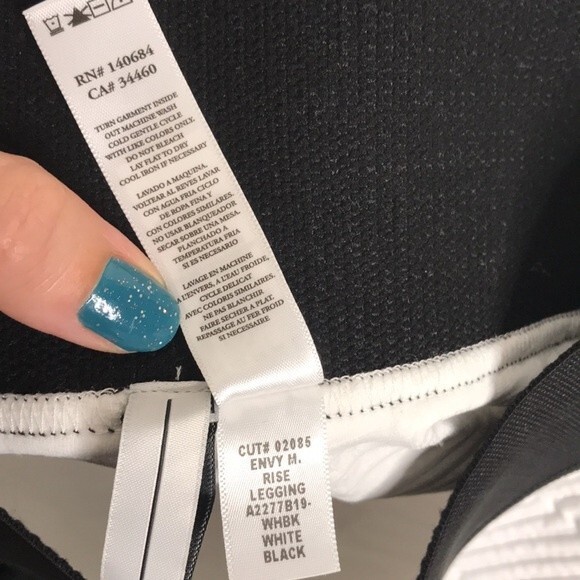 RN# 140684
CA# 34460
TURN GARMENT INSIDE
OUT MACHINE WASH
COLD GENTLE CYCLE
WITH LIKE COLORS ONLY.
DO NOT BLEACH
LAY FLAT TO DRY
COOL IRON IF NECESSARY
LAVADO A MAQUINA.
VOLTEAR AL REVES LAVAR
CON AGUA FRIA CICLO
DE ROPA FINA Y
CON COLORES SIMILARES.
NO USAR BLANQUEADOR
SECAR SOBRE UNA MESA
PLANCHADO A
TEMPERATURA FRIA
SI ES NECESARIO
LAVAGE EN MACHINE
A L'ENVERS. A L'EAU FROIDE,
CYCLE DELICAT
AVEC COLORIS SIMILAIRES.
NE PAS BLANCHIR
FAIRE SECHER A PLAT.
REPASSAGE AU FER FROID
SI NECESSAIRE
CUT# 02085
ENVY M.
RISE
LEGGING
A2277B19-
WHBK
WHITE
BLACK